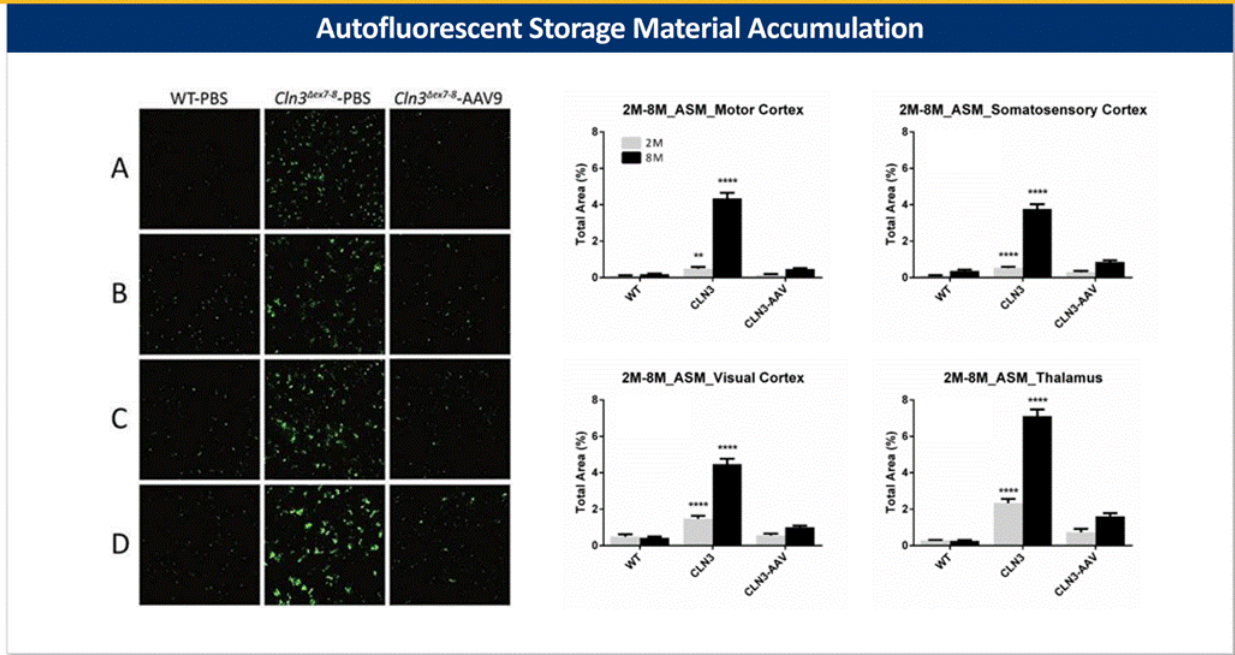 Autofluorescent Storage Material Accumulation
WT-PBS Cln3Δex7-8-PBS Cln3Δex7-8-AAV9
A
B
C
D
2M-8M_ASM_Motor Cortex
Total Area (%)
8
6
4
2
0
2M
8M
**
****
WT
CLN3
CLN3-AAV
2M-8M_ASM_Somatosensory Cortex
Total Area (%)
8
6
4
2
0
****
****
WT
CLN3
CLN3-AAV
2M-8M_ASM_Visual Cortex
Total Area (%)
8
6
4
2
0
****
****
WT
CLN3
CLN3-AAV
2M-8M_ASM_Thalamus
Total Area (%)
8
6
4
2
0
****
****
WT
CLN3
CLN3-AAV